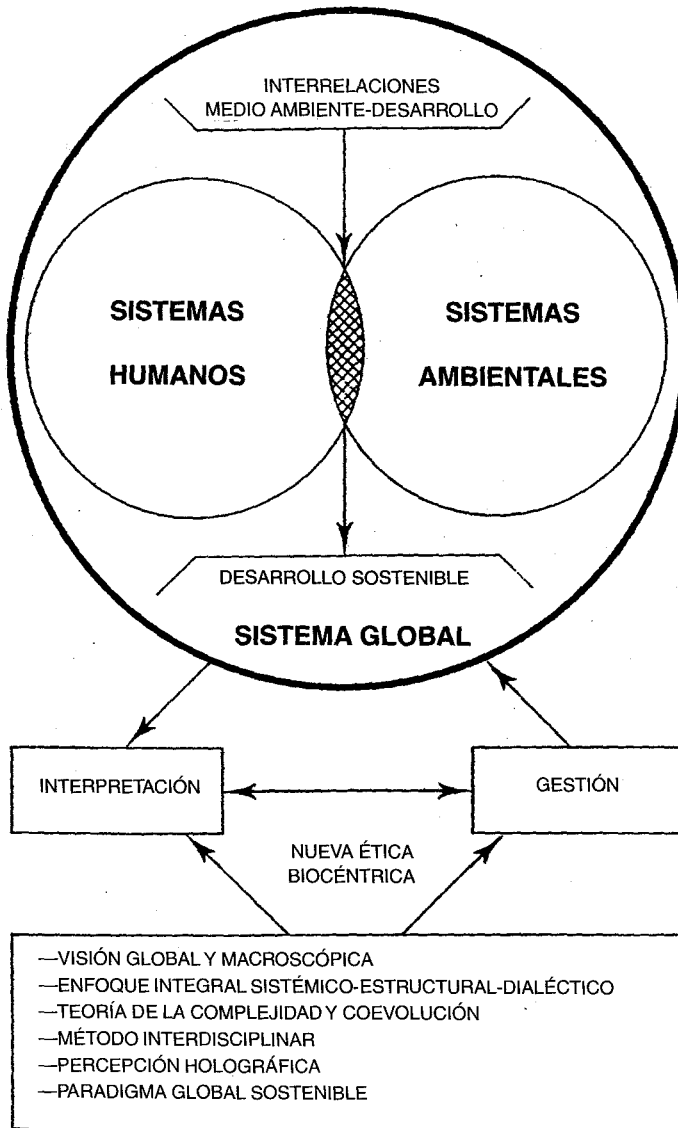 INTERRELACIONES
MEDIO AMBIENTE-DESARROLLO
SISTEMAS
HUMANOS
SISTEMAS
AMBIENTALES
DESARROLLO SOSTENIBLE
SISTEMA GLOBAL
INTERPRETACIÓN
GESTIÓN
NUEVA ÉTICA
BIOCÉNTRICA
—VISIÓN GLOBAL Y MACROSCÓPICA
—ENFOQUE INTEGRAL SISTÉMICO-ESTRUCTURAL-DIALÉCTICO
—TEORÍA DE LA COMPLEJIDAD Y COEVOLUCIÓN
—MÉTODO INTERDISCIPLINAR
—PERCEPCIÓN HOLOGRÁFICA
—PARADIGMA GLOBAL SOSTENIBLE